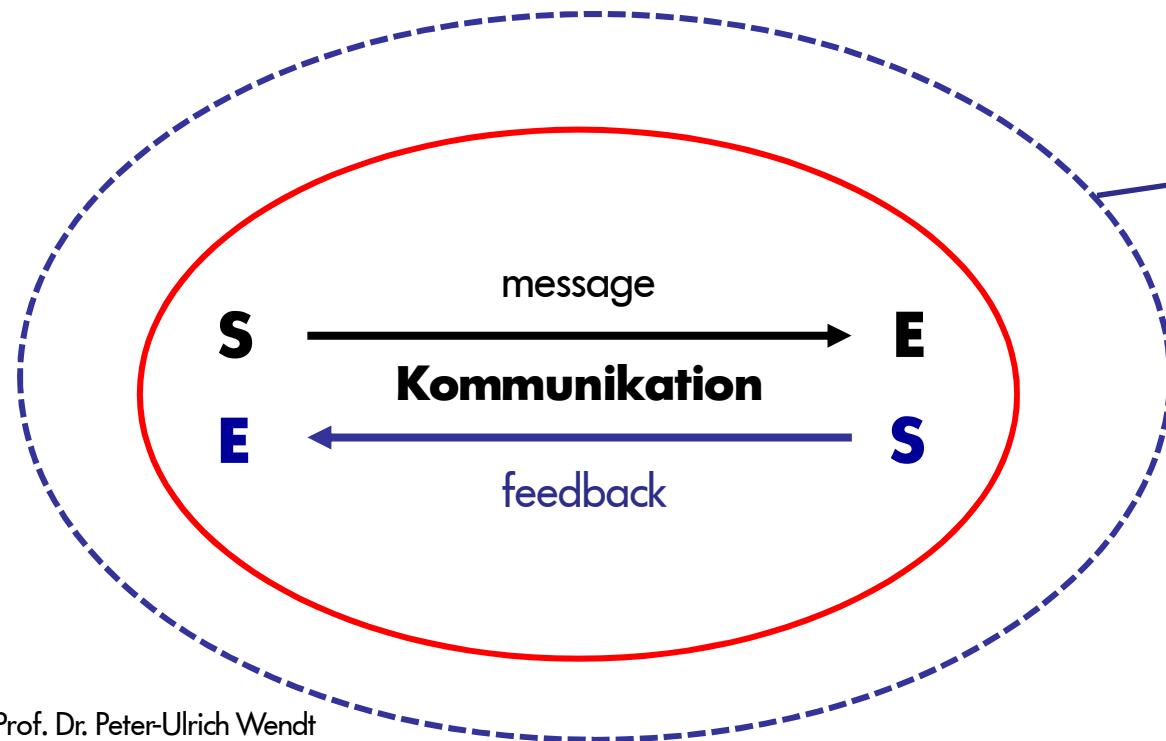 message
S E
Kommunikation
E S
feedback
Prof. Dr. Peter-Ulrich Wendt